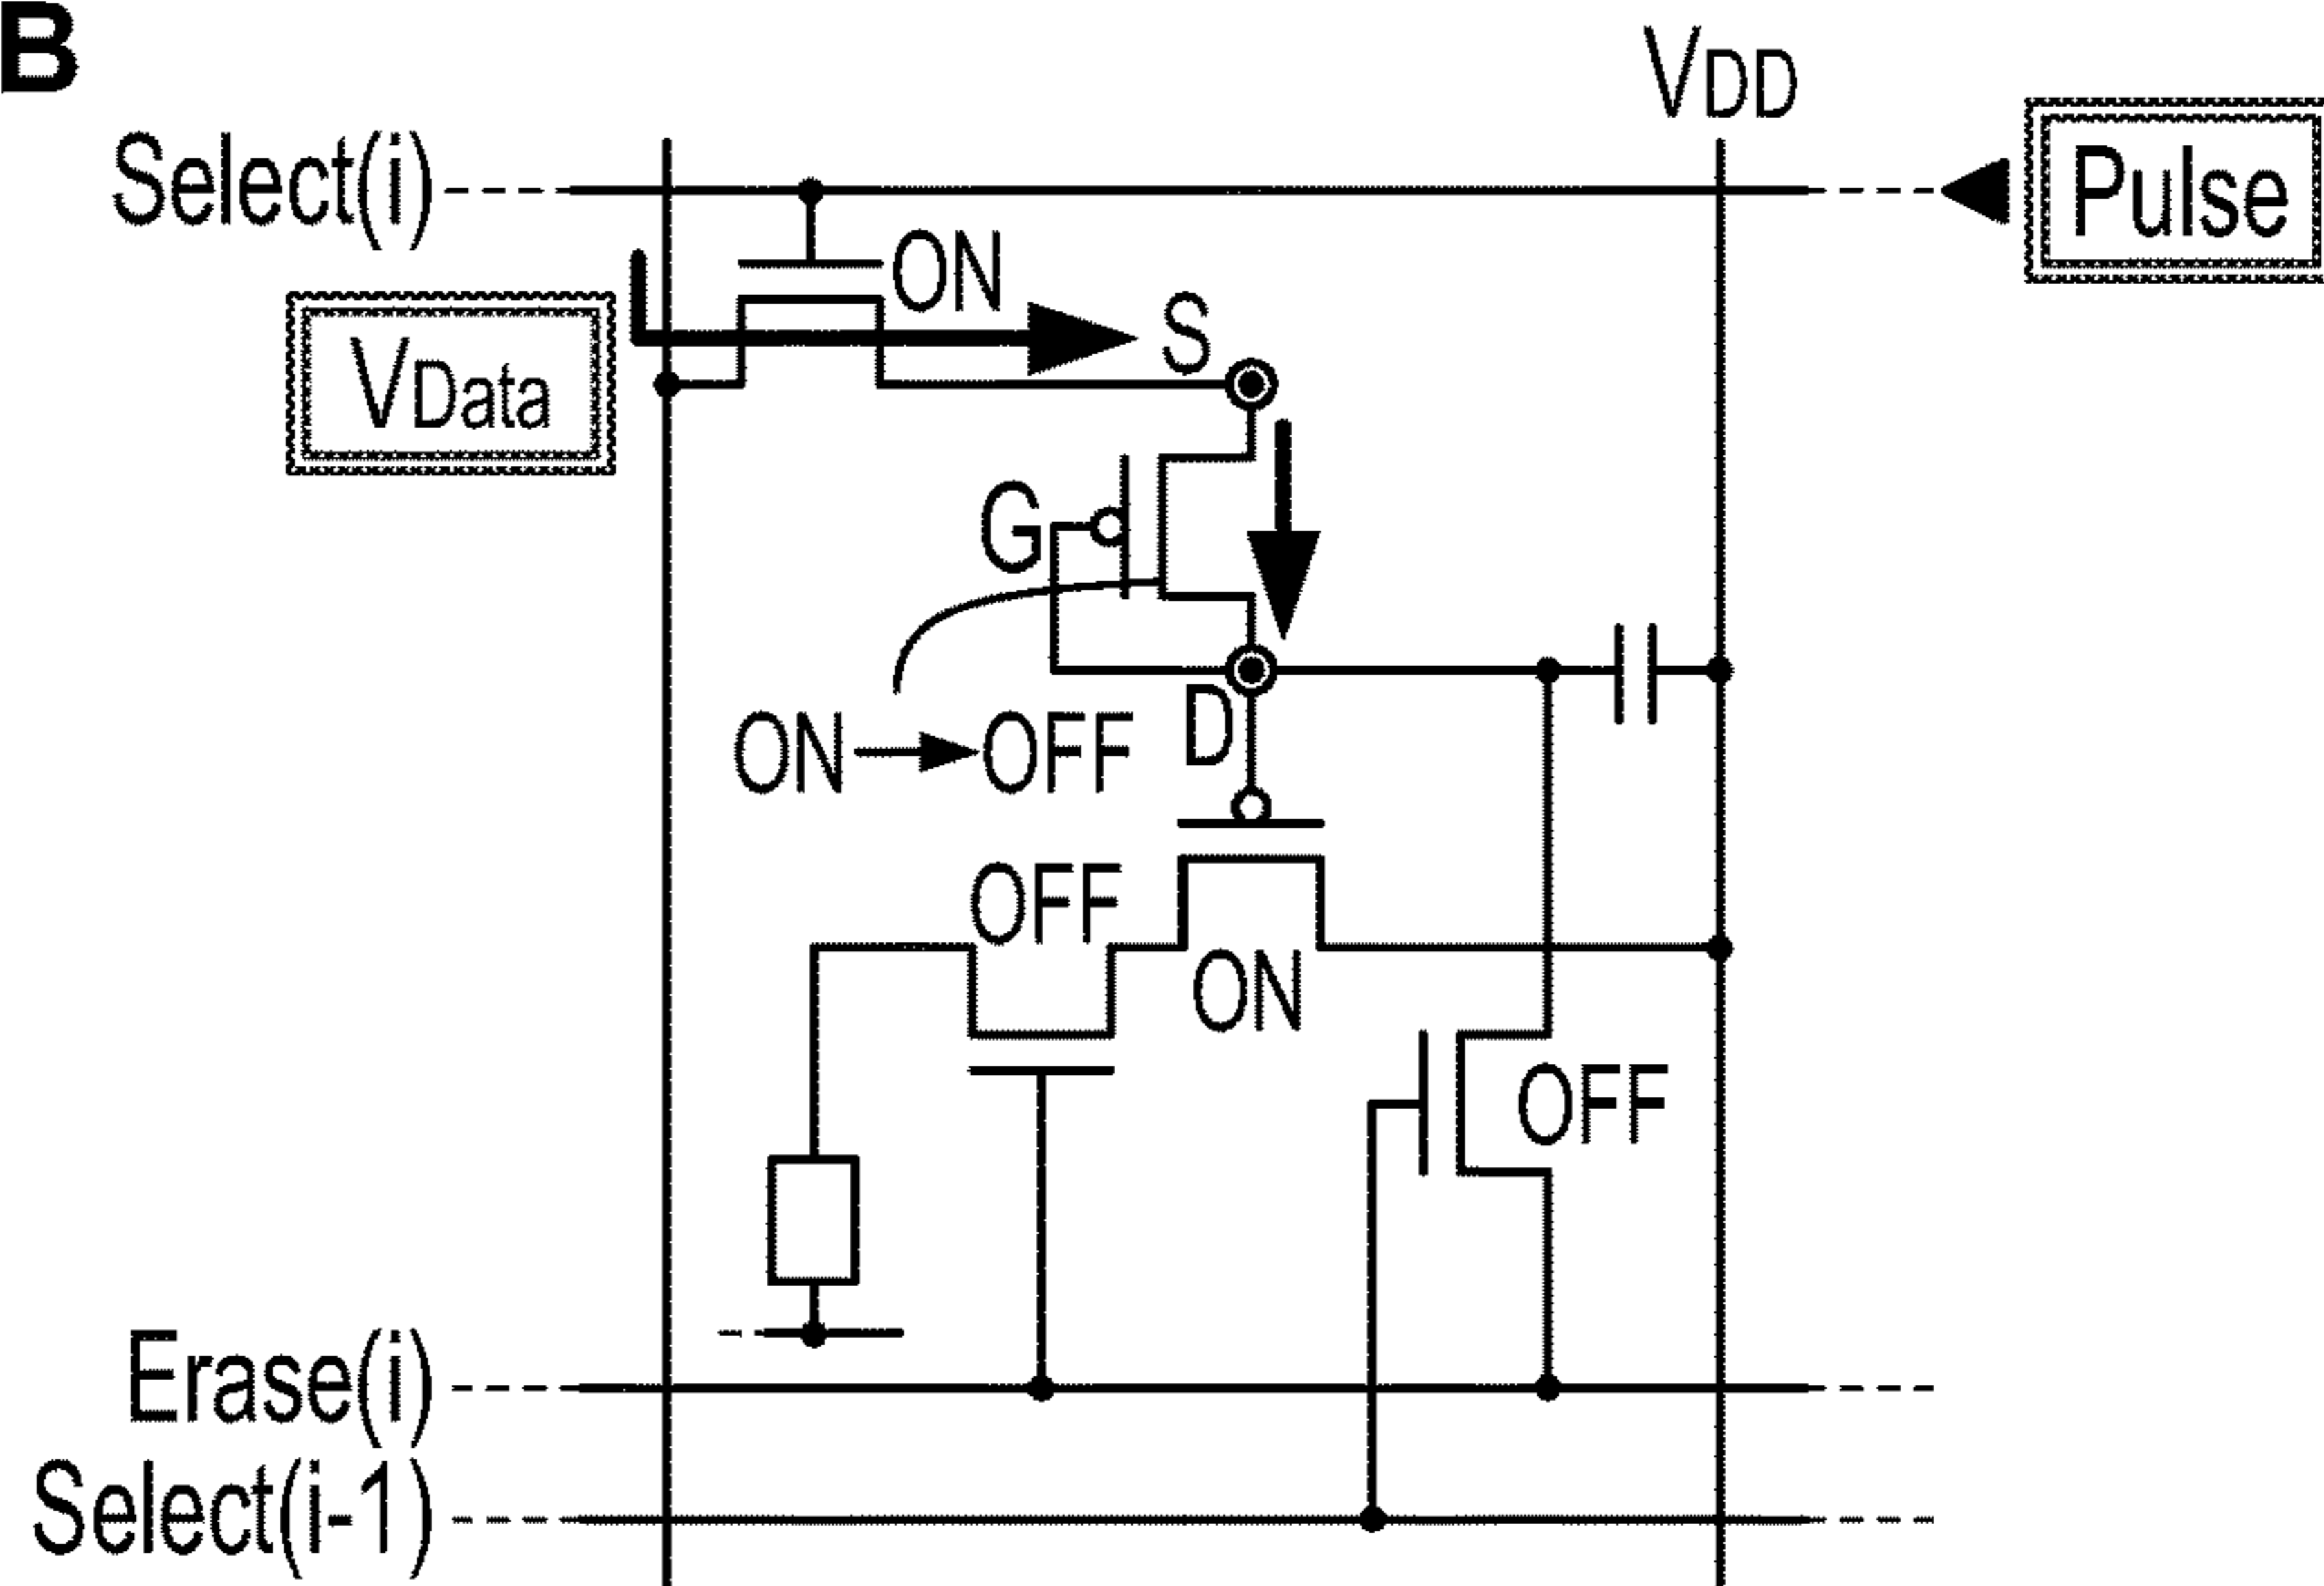 B
VDD
Select(i)
Pulse
ON
S
VData
G
ON
OFF
D
OFF
ON
OFF
Erase(i)
Select(i-1)